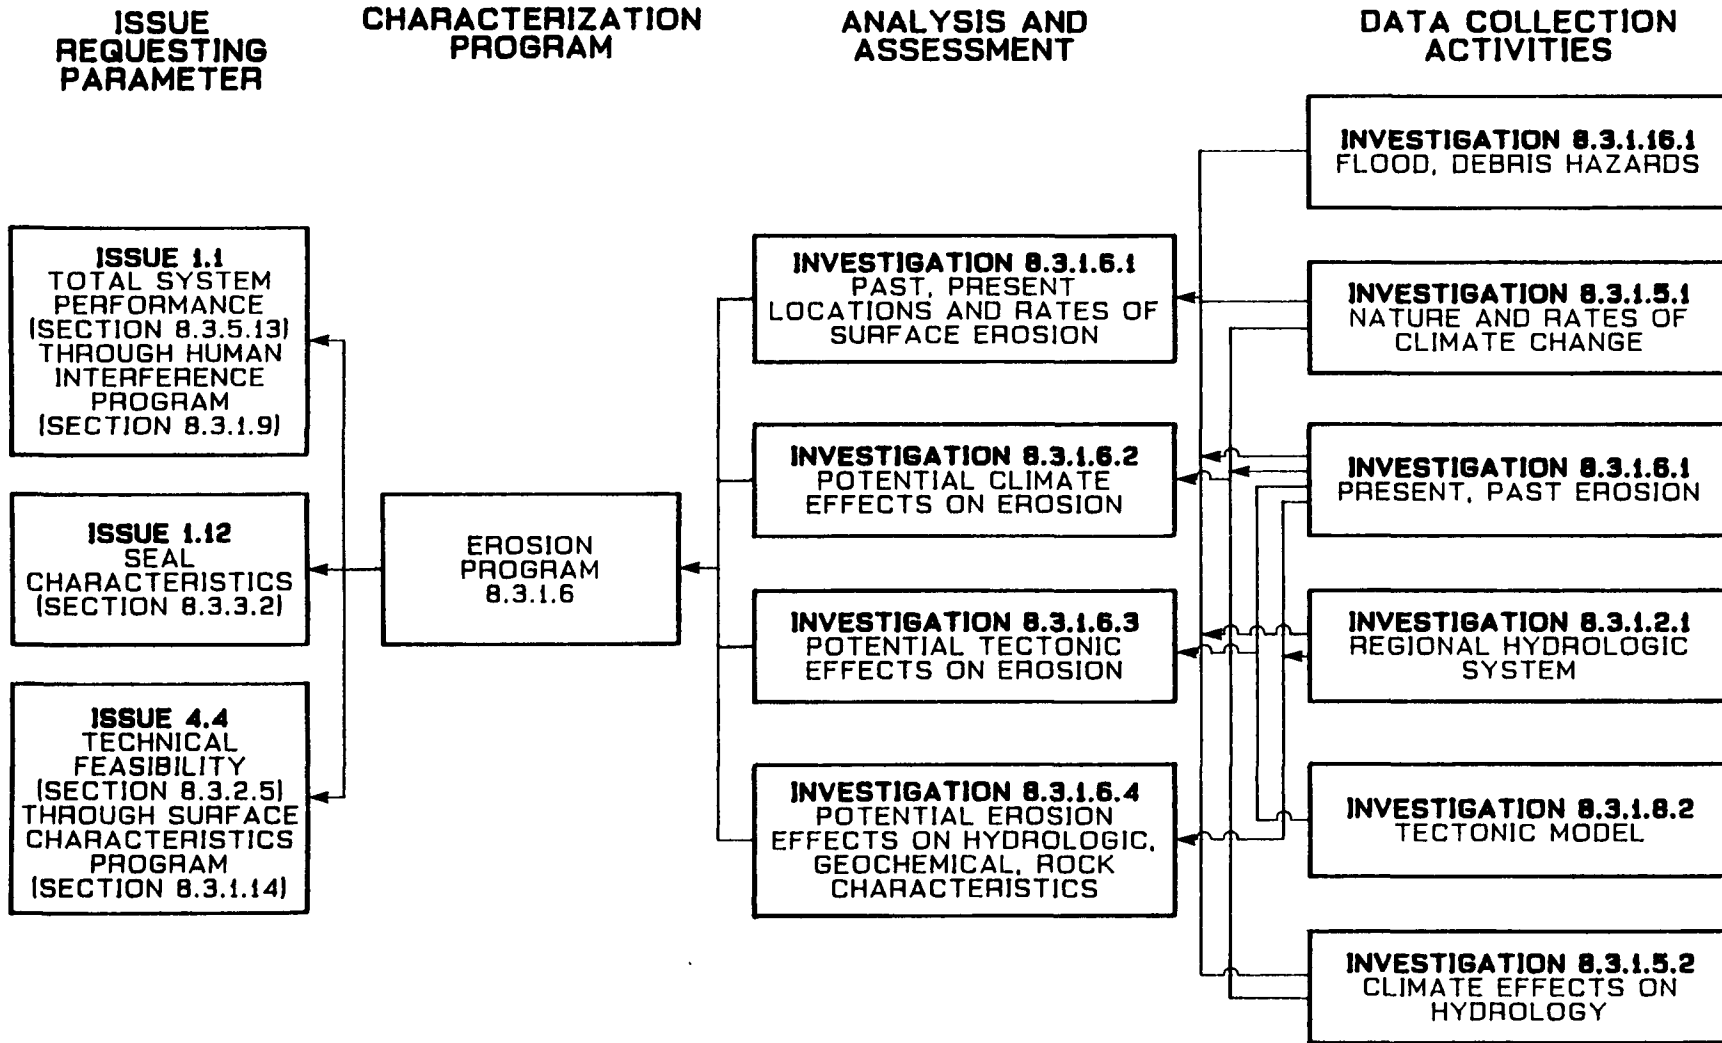 ISSUE
REQUESTING
PARAMETER
CHARACTERIZATION
PROGRAM
ANALYSIS AND
ASSESSMENT
DATA COLLECTION
ACTIVITIES
ISSUE 1.1
TOTAL SYSTEM
PERFORMANCE
(SECTION 8.3.5.13)
THROUGH HUMAN
INTERFERENCE
PROGRAM
(SECTION 8.3.1.9)
ISSUE 1.12
SEAL
CHARACTERISTICS
(SECTION 8.3.3.2)
ISSUE 4.4
TECHNICAL
FEASIBILITY
(SECTION 8.3.2.5)
THROUGH SURFACE
CHARACTERISTICS
PROGRAM
(SECTION 8.3.1.14)
EROSION
PROGRAM
8.3.1.6
INVESTIGATION 8.3.1.6.1
PAST, PRESENT
LOCATIONS AND RATES OF
SURFACE EROSION
INVESTIGATION 8.3.1.6.2
POTENTIAL CLIMATE
EFFECTS ON EROSION
INVESTIGATION 8.3.1.6.3
POTENTIAL TECTONIC
EFFECTS ON EROSION
INVESTIGATION 8.3.1.6.4
POTENTIAL EROSION
EFFECTS ON HYDROLOGIC,
GEOCHEMICAL, ROCK
CHARACTERISTICS
INVESTIGATION 8.3.1.16.1
FLOOD, DEBRIS HAZARDS
INVESTIGATION 8.3.1.5.1
NATURE AND RATES OF
CLIMATE CHANGE
INVESTIGATION 8.3.1.6.1
PRESENT, PAST EROSION
INVESTIGATION 8.3.1.2.1
REGIONAL HYDROLOGIC
SYSTEM
INVESTIGATION 8.3.1.8.2
TECTONIC MODEL
INVESTIGATION 8.3.1.5.2
CLIMATE EFFECTS ON
HYDROLOGY